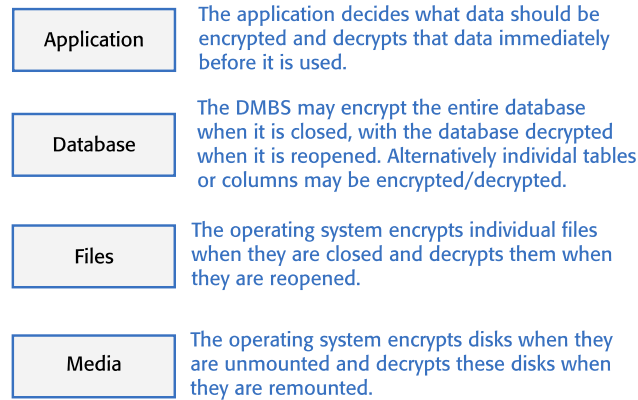 Application
The application decides what data should be
encrypted and decrypts that data immediately
before it is used.
Database
The DMBS may encrypt the entire database
when it is closed, with the database decrypted
when it is reopened. Alternatively individal tables
or columns may be encrypted/decrypted.
Files
The operating system encrypts individual files
when they are closed and decrypts them when
they are reopened.
Media
The operating system encrypts disks when they
are unmounted and decrypts these disks when
they are remounted.